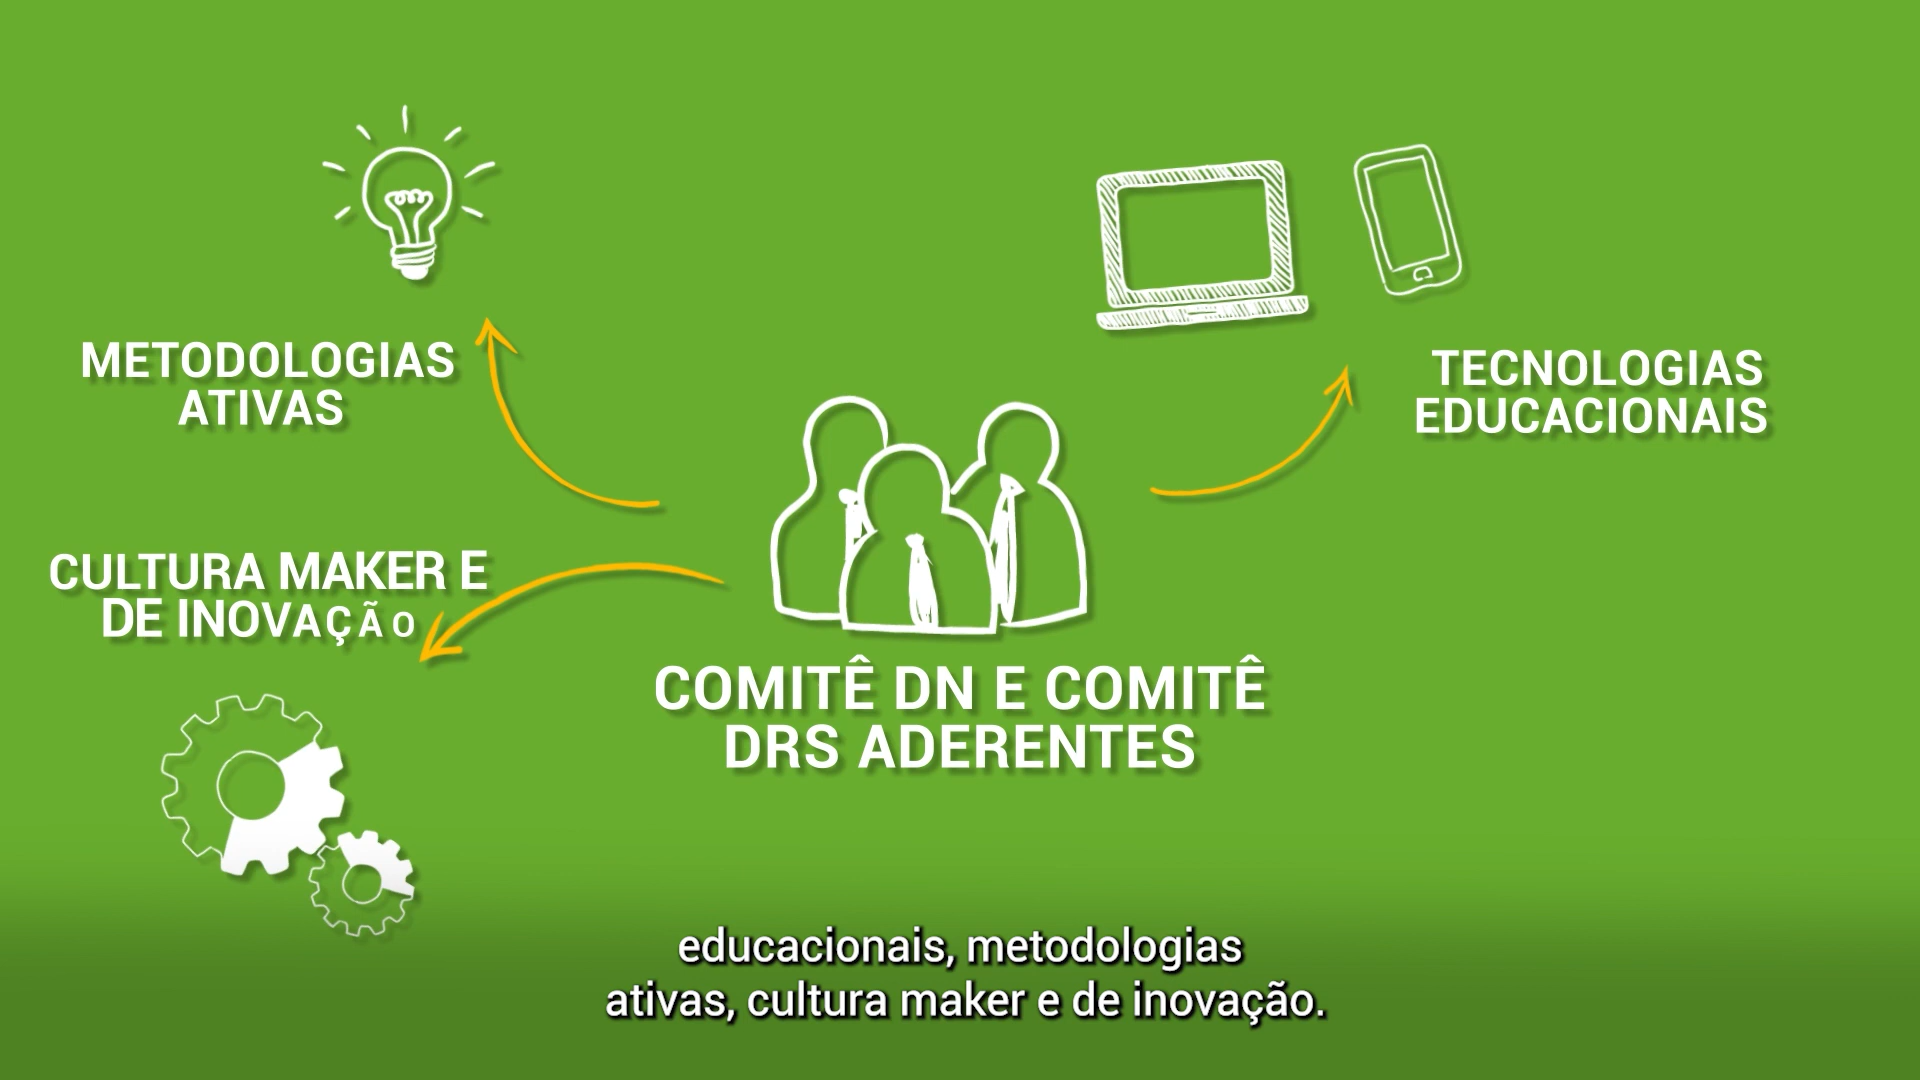 METODOLOGIAS
ATIVAS
TECNOLOGIAS
EDUCACIONAIS
CULTURA MAKER E
DE INOVAÇÃO
COMITÊ DN E COMITÊ
DRS ADERENTES
educacionais, metodologias
ativas, cultura maker e de inovação.